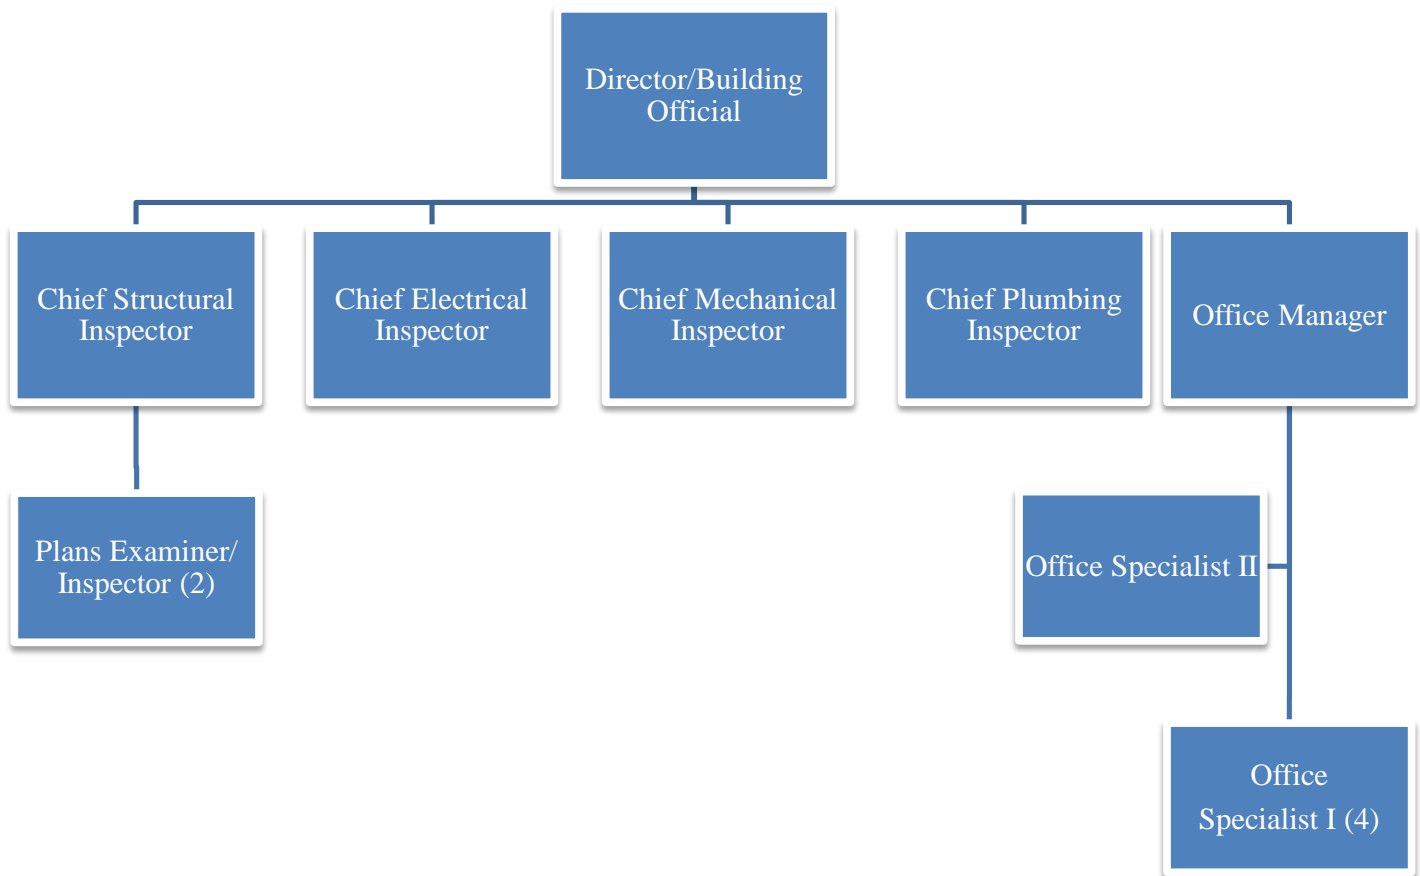 Director/Building
Official
Chief Structural
Inspector
Chief Electrical
Inspector
Chief Mechanical
Inspector
Chief Plumbing
Inspector
Office Manager
Plans Examiner/
Inspector (2)
Office Specialist II
Office
Specialist I (4)